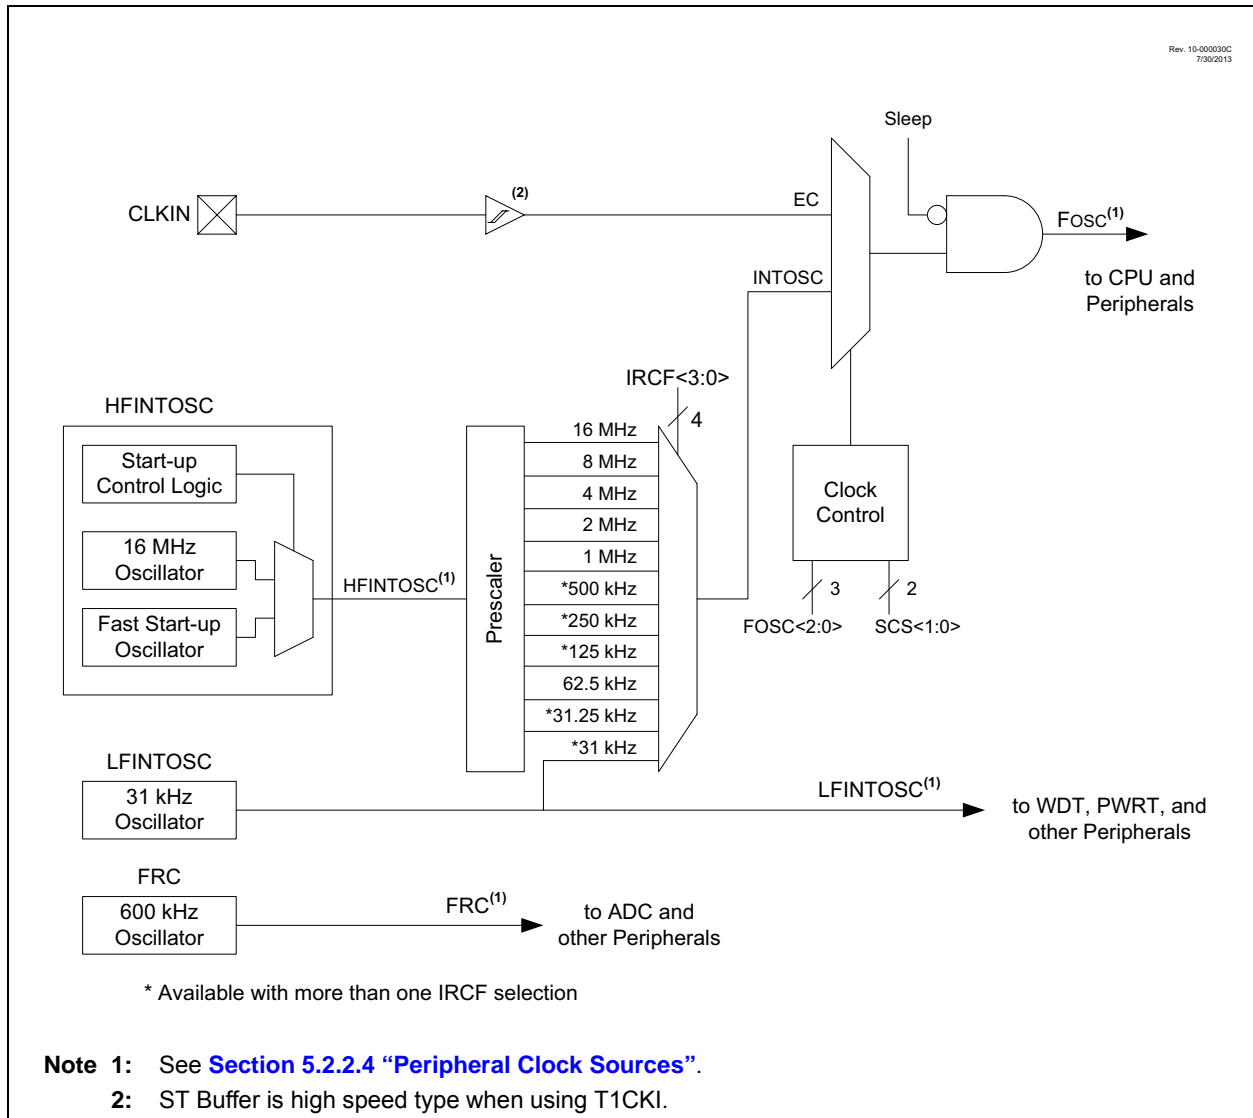 Rev. 10-000030C
7/30/2013
Sleep
CLKIN
(2)
EC
FOSC(1)
to CPU and
Peripherals
INTOSC
IRCF<3:0>
4
HFINTOSC
Start-up
Control Logic
16 MHz
Oscillator
Fast Start-up
Oscillator
HFINTOSC(1)
Prescaler
16 MHz
8 MHz
4 MHz
2 MHz
1 MHz
*500 kHz
*250 kHz
*125 kHz
62.5 kHz
*31.25 kHz
*31 kHz
Clock
Control
3
2
FOSC<2:0>
SCS<1:0>
LFINTOSC
31 kHz
Oscillator
LFINTOSC(1)
to WDT, PWRT, and
other Peripherals
FRC
600 kHz
Oscillator
FRC(1)
to ADC and
other Peripherals
* Available with more than one IRCF selection
Note 1: See Section 5.2.2.4 “Peripheral Clock Sources”.
2: ST Buffer is high speed type when using T1CKI.